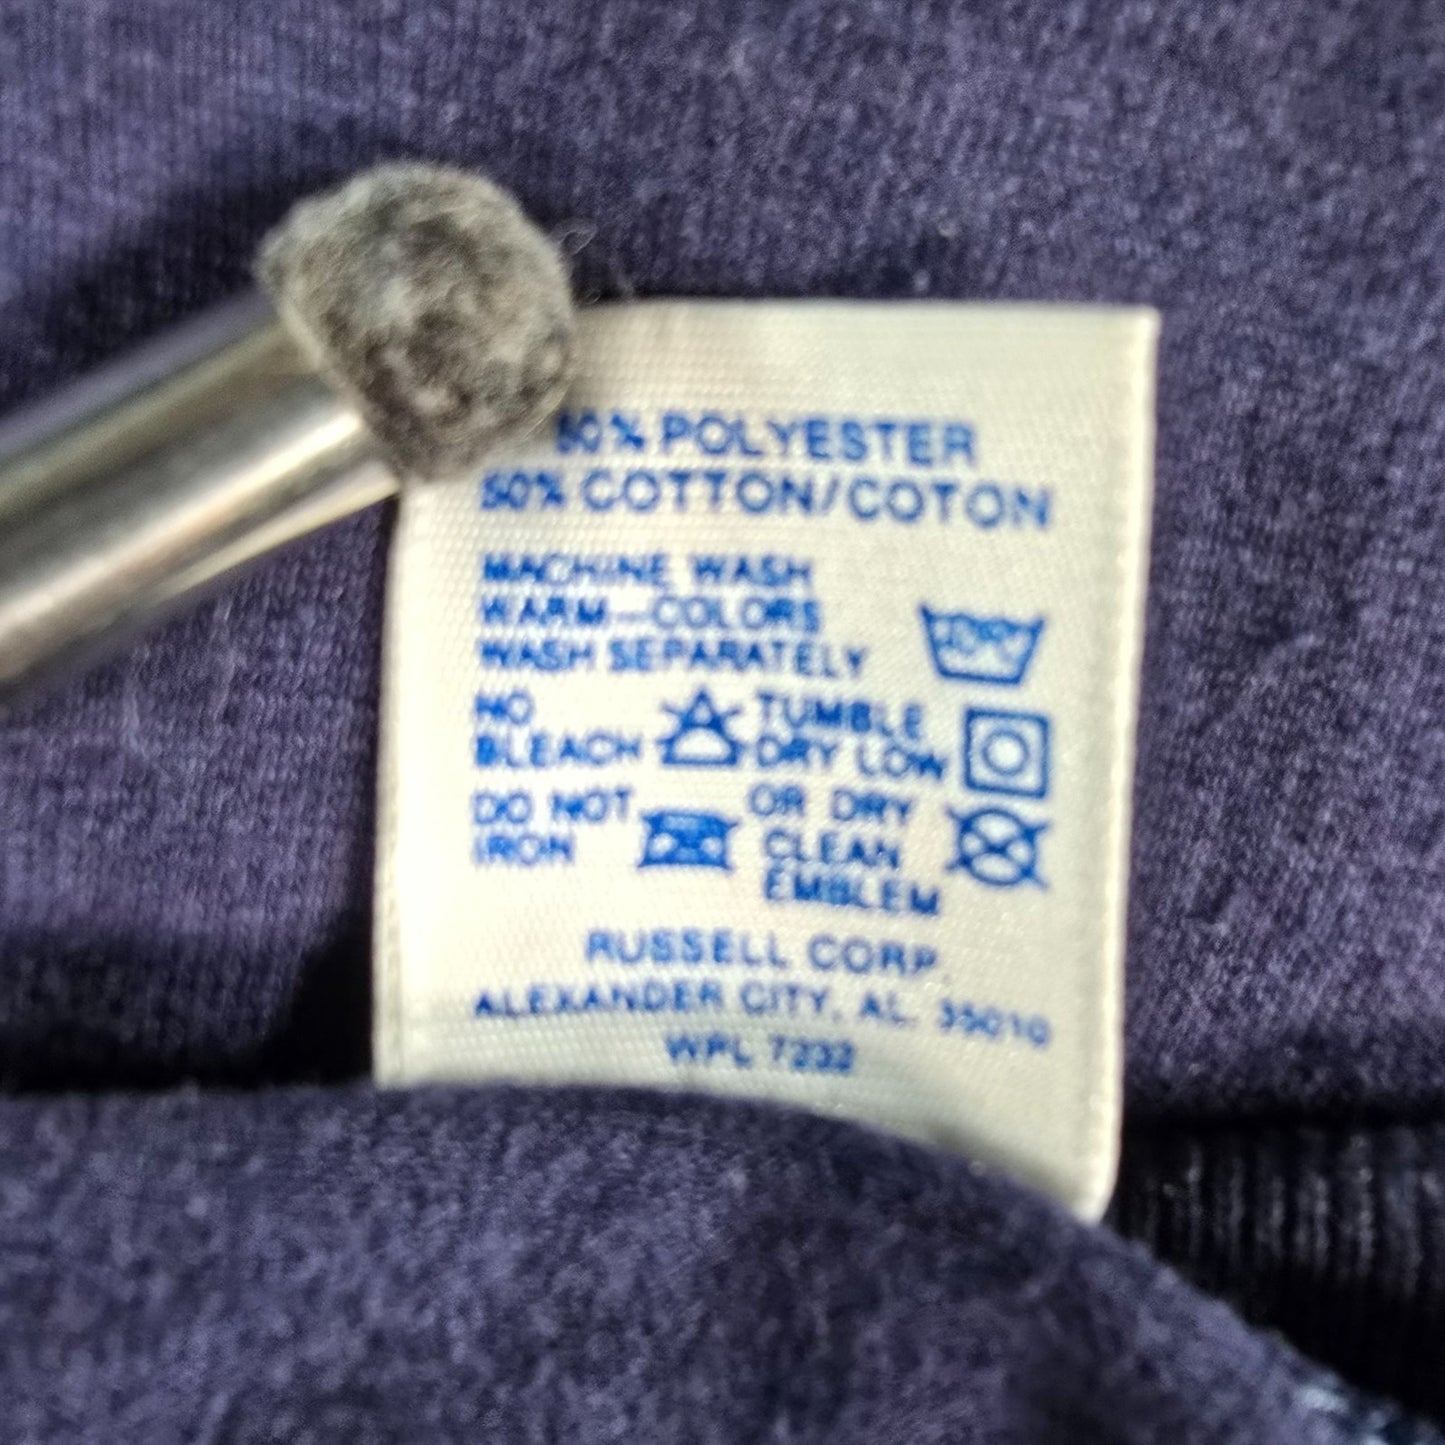 50% POLYESTER
50% COTTON/COTON
MACHINE WASH
WARM—COLORS
WASH SEPARATELY
NO
BLEACH
TUMBLE
DRY LOW
DO NOT
IRON
OR DRY
CLEAN
EMBLEM
RUSSELL CORP.
ALEXANDER CITY, AL. 35010
WPL 7232